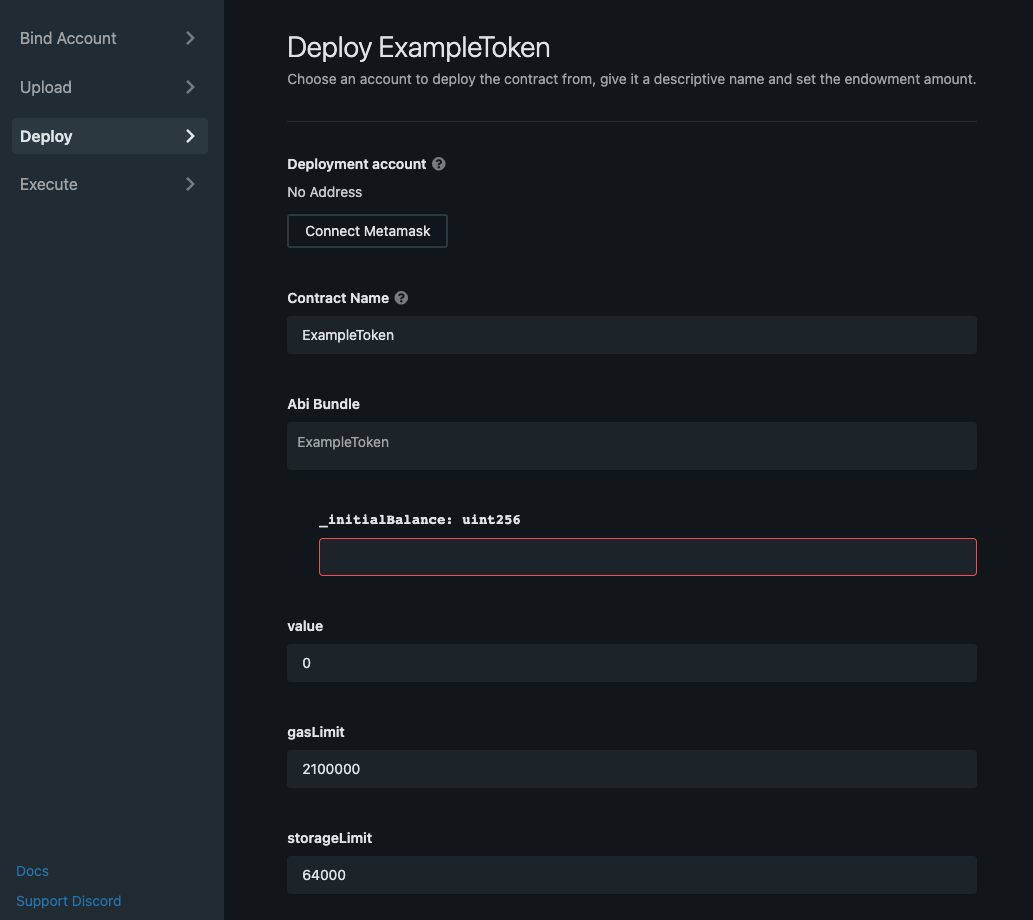 Bind Account
Upload
Deploy
Execute
Docs
Support Discord
Deploy ExampleToken
Choose an account to deploy the contract from, give it a descriptive name and set the endowment amount.
Deployment account ?
No Address
Connect Metamask
Contract Name ?
ExampleToken
Abi Bundle
ExampleToken
_initialBalance: uint256
value
0
gasLimit
2100000
storageLimit
64000